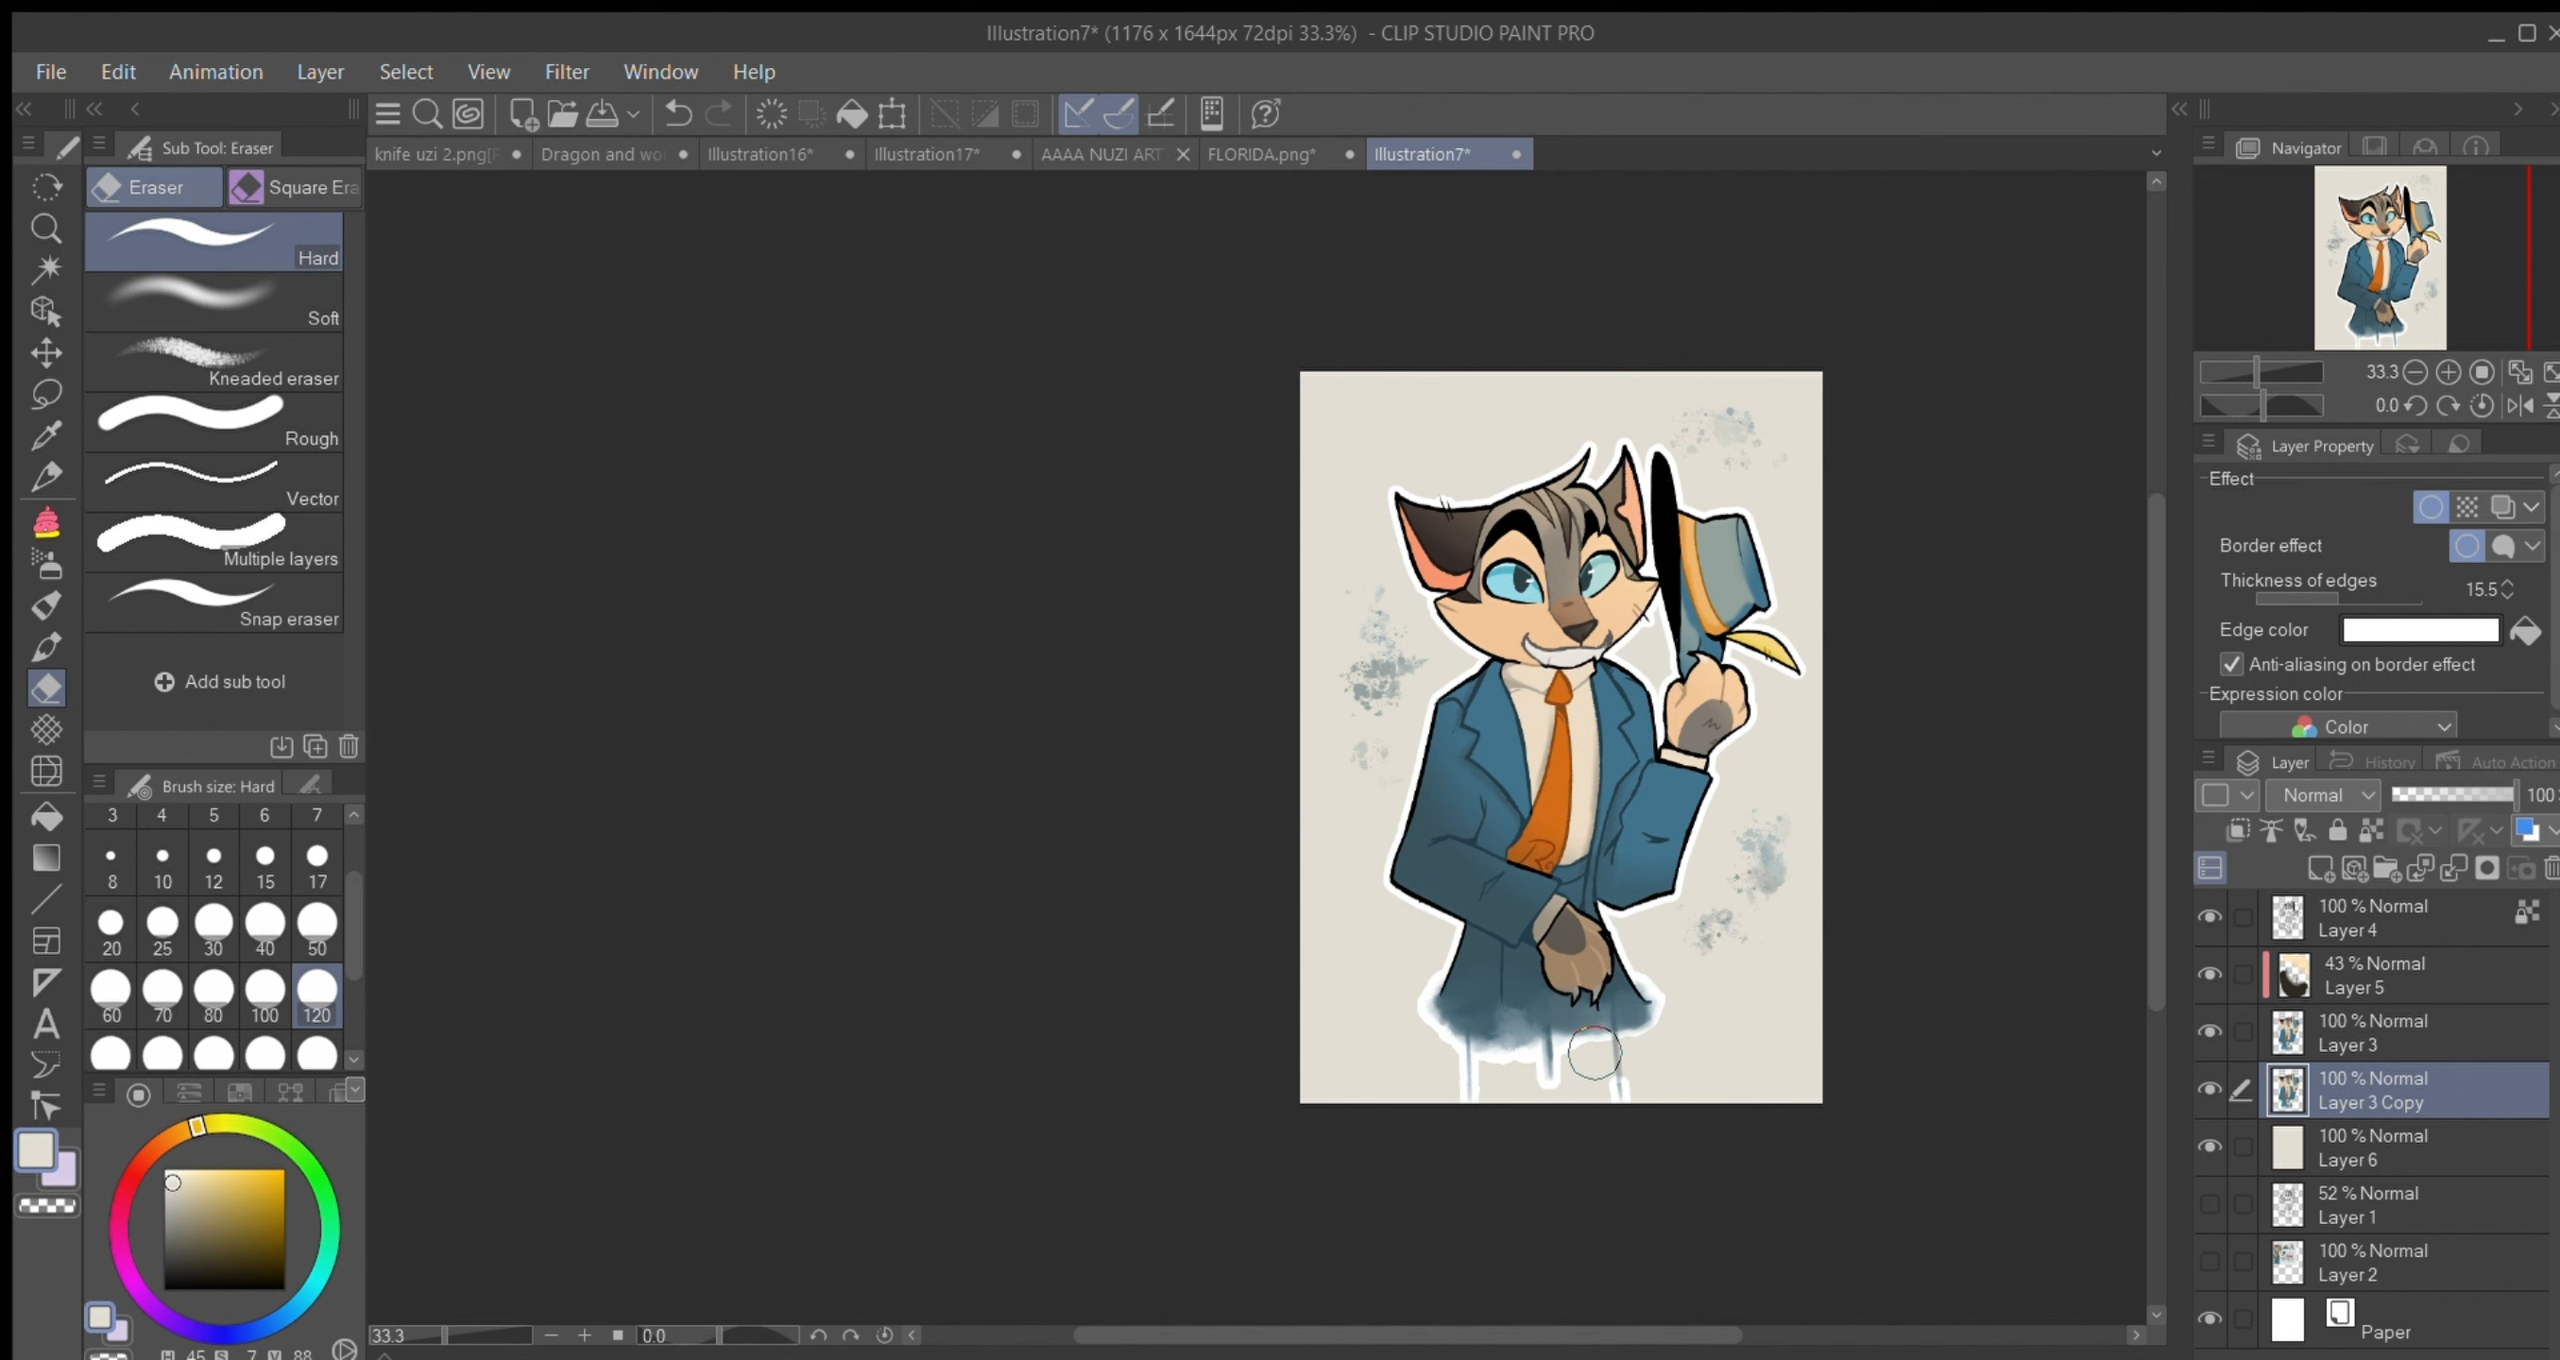 Illustration7* (1176 x 1644px 72dpi 33.3%) - CLIP STUDIO PAINT PRO
File Edit Animation Layer Select View Filter Window Help
Sub Tool: Eraser
knife uzi 2.png[ Dragon and wo Illustration16* Illustration17* AAAA NUZI ART FLORIDA.png* Illustration7*
Navigator
Eraser Square Era
Hard
Soft
Kneaded eraser
Rough
Vector
Multiple layers
Snap eraser
Add sub tool
Brush size: Hard
3 4 5 6 7
8 10 12 15 17
20 25 30 40 50
60 70 80 100 120
33.3
0.0
Layer Property
Effect
Border effect
Thickness of edges 15.5
Edge color
Anti-aliasing on border effect
Expression color
Color
Layer History Auto Action
Normal 100
100 % Normal
Layer 4
43 % Normal
Layer 5
100 % Normal
Layer 3
100 % Normal
Layer 3 Copy
100 % Normal
Layer 6
52 % Normal
Layer 1
100 % Normal
Layer 2
Paper
33.3 0.0
H 45 S 7 V 88